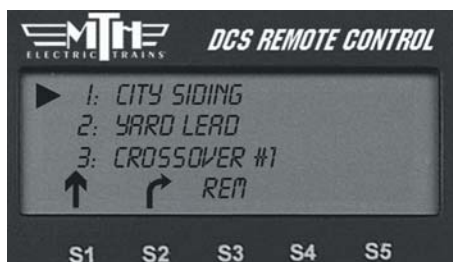 MTH DCS REMOTE CONTROL
ELECTRIC TRAINS
1: CITY SIDING
2: YARD LEAD
3: CROSSOVER #1
REM
S1 S2 S3 S4 S5